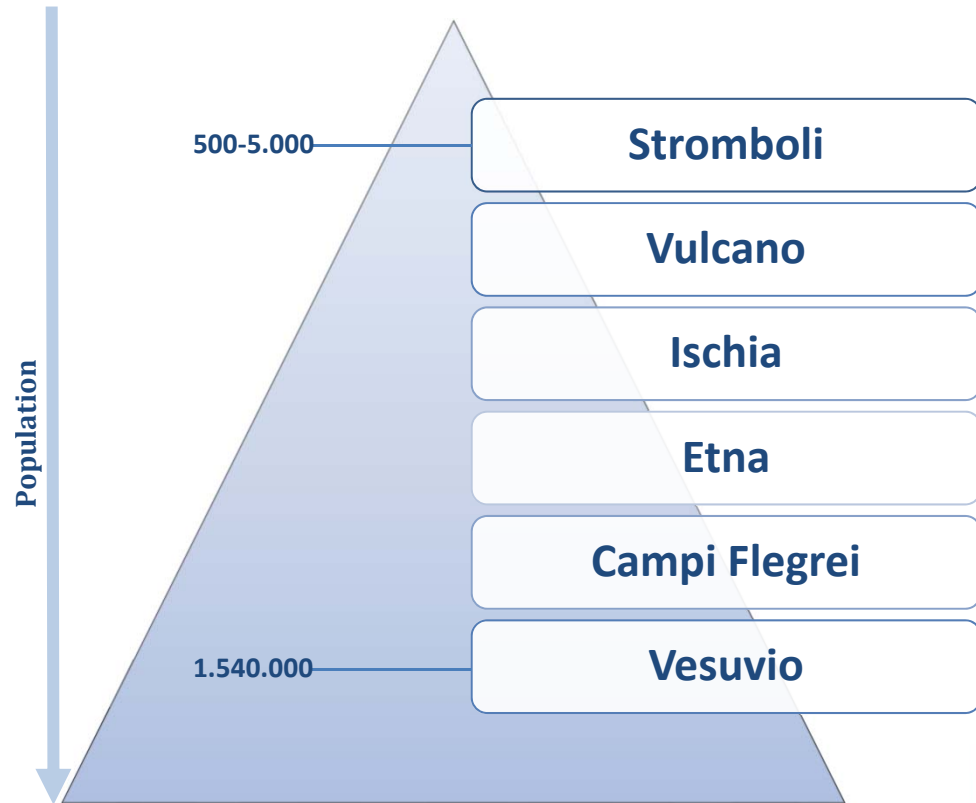 500-5.000
Stromboli
Vulcano
Ischia
Etna
Population
Campi Flegrei
1.540.000
Vesuvio